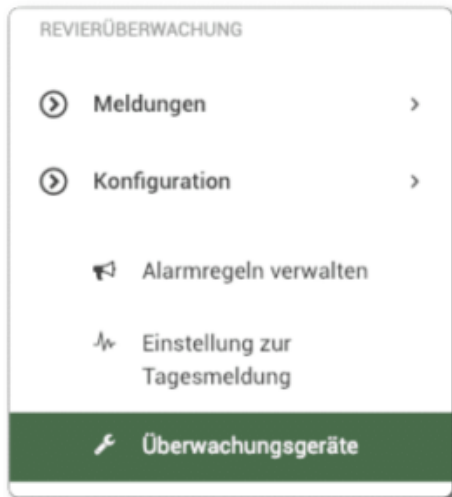 REVIERÜBERWACHUNG
Meldungen
Konfiguration
Alarmregeln verwalten
Einstellung zur
Tagesmeldung
Überwachungsgeräte